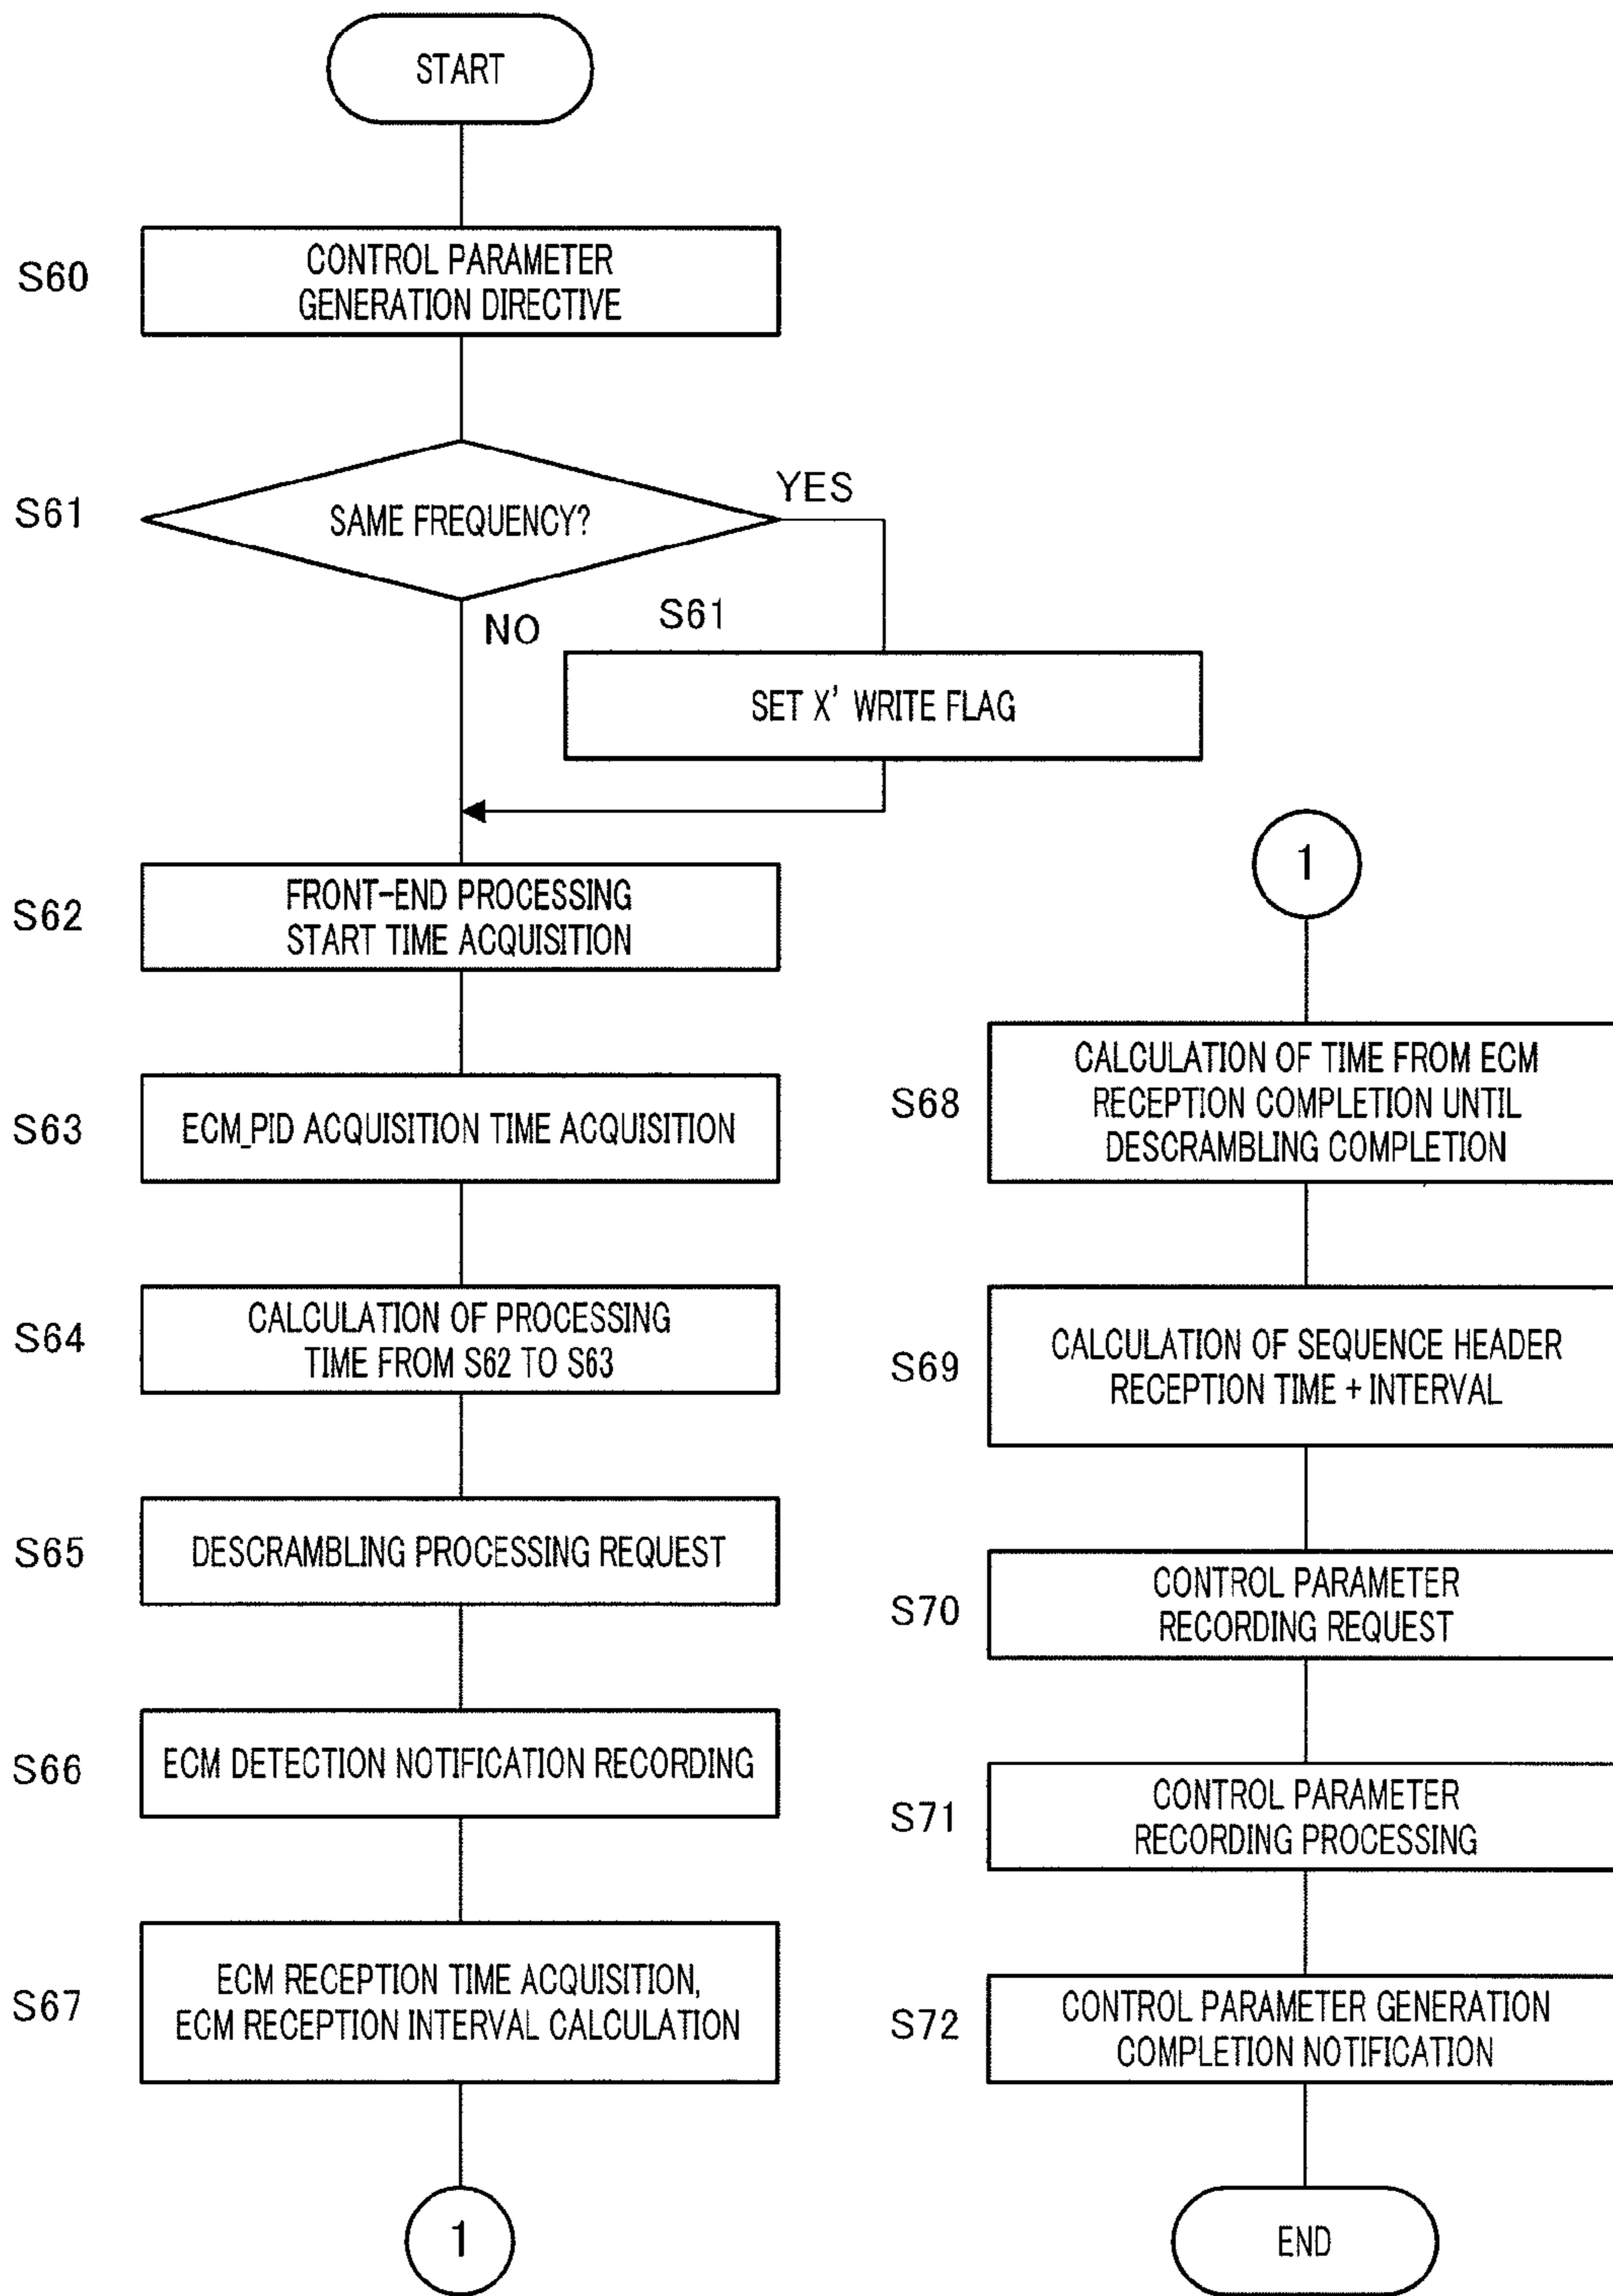 START
S60
CONTROL PARAMETER
GENERATION DIRECTIVE
S61
SAME FREQUENCY?
YES
NO
S61
SET X' WRITE FLAG
S62
FRONT-END PROCESSING
START TIME ACQUISITION
S63
ECM_PID ACQUISITION TIME ACQUISITION
S64
CALCULATION OF PROCESSING
TIME FROM S62 TO S63
S65
DESCRAMBLING PROCESSING REQUEST
S66
ECM DETECTION NOTIFICATION RECORDING
S67
ECM RECEPTION TIME ACQUISITION,
ECM RECEPTION INTERVAL CALCULATION
1
1
S68
CALCULATION OF TIME FROM ECM
RECEPTION COMPLETION UNTIL
DESCRAMBLING COMPLETION
S69
CALCULATION OF SEQUENCE HEADER
RECEPTION TIME + INTERVAL
S70
CONTROL PARAMETER
RECORDING REQUEST
S71
CONTROL PARAMETER
RECORDING PROCESSING
S72
CONTROL PARAMETER GENERATION
COMPLETION NOTIFICATION
END